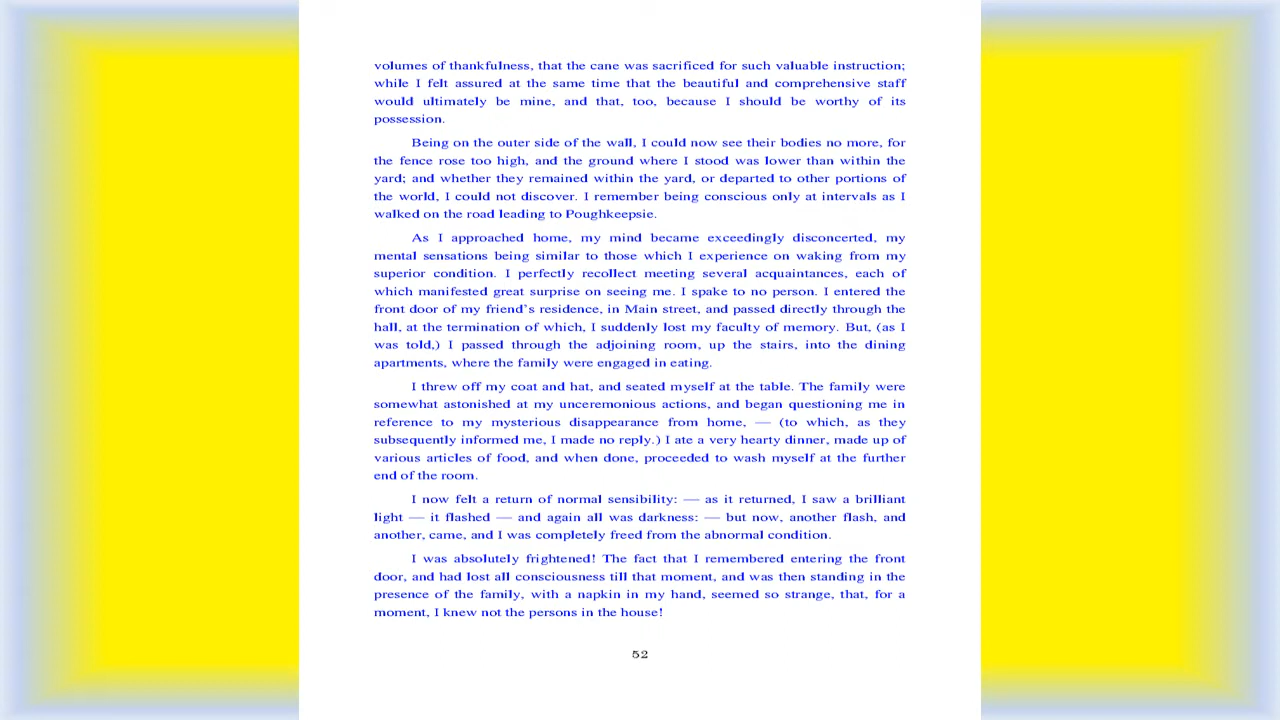 volumes of thankfulness, that the cane was sacrificed for such valuable instruction;
while I felt assured at the same time that the beautiful and comprehensive staff
would ultimately be mine, and that, too, because I should be worthy of its
possession.
Being on the outer side of the wall, I could now see their bodies no more, for
the fence rose too high, and the ground where I stood was lower than within the
yard; and whether they remained within the yard, or departed to other portions of
the world, I could not discover. I remember being conscious only at intervals as I
walked on the road leading to Poughkeepsie.
As I approached home, my mind became exceedingly disconcerted, my
mental sensations being similar to those which I experience on waking from my
superior condition. I perfectly recollect meeting several acquaintances, each of
which manifested great surprise on seeing me. I spake to no person. I entered the
front door of my friend's residence, in Main street, and passed directly through the
hall, at the termination of which, I suddenly lost my faculty of memory. But, (as I
was told,) I passed through the adjoining room, up the stairs, into the dining
apartments, where the family were engaged in eating.
I threw off my coat and hat, and seated myself at the table. The family were
somewhat astonished at my unceremonious actions, and began questioning me in
reference to my mysterious disappearance from home, — (to which, as they
subsequently informed me, I made no reply.) I ate a very hearty dinner, made up of
various articles of food, and when done, proceeded to wash myself at the further
end of the room.
I now felt a return of normal sensibility: — as it returned, I saw a brilliant
light — it flashed — and again all was darkness: — but now, another flash, and
another, came, and I was completely freed from the abnormal condition.
I was absolutely frightened! The fact that I remembered entering the front
door, and had lost all consciousness till that moment, and was then standing in the
presence of the family, with a napkin in my hand, seemed so strange, that, for a
moment, I knew not the persons in the house!
52